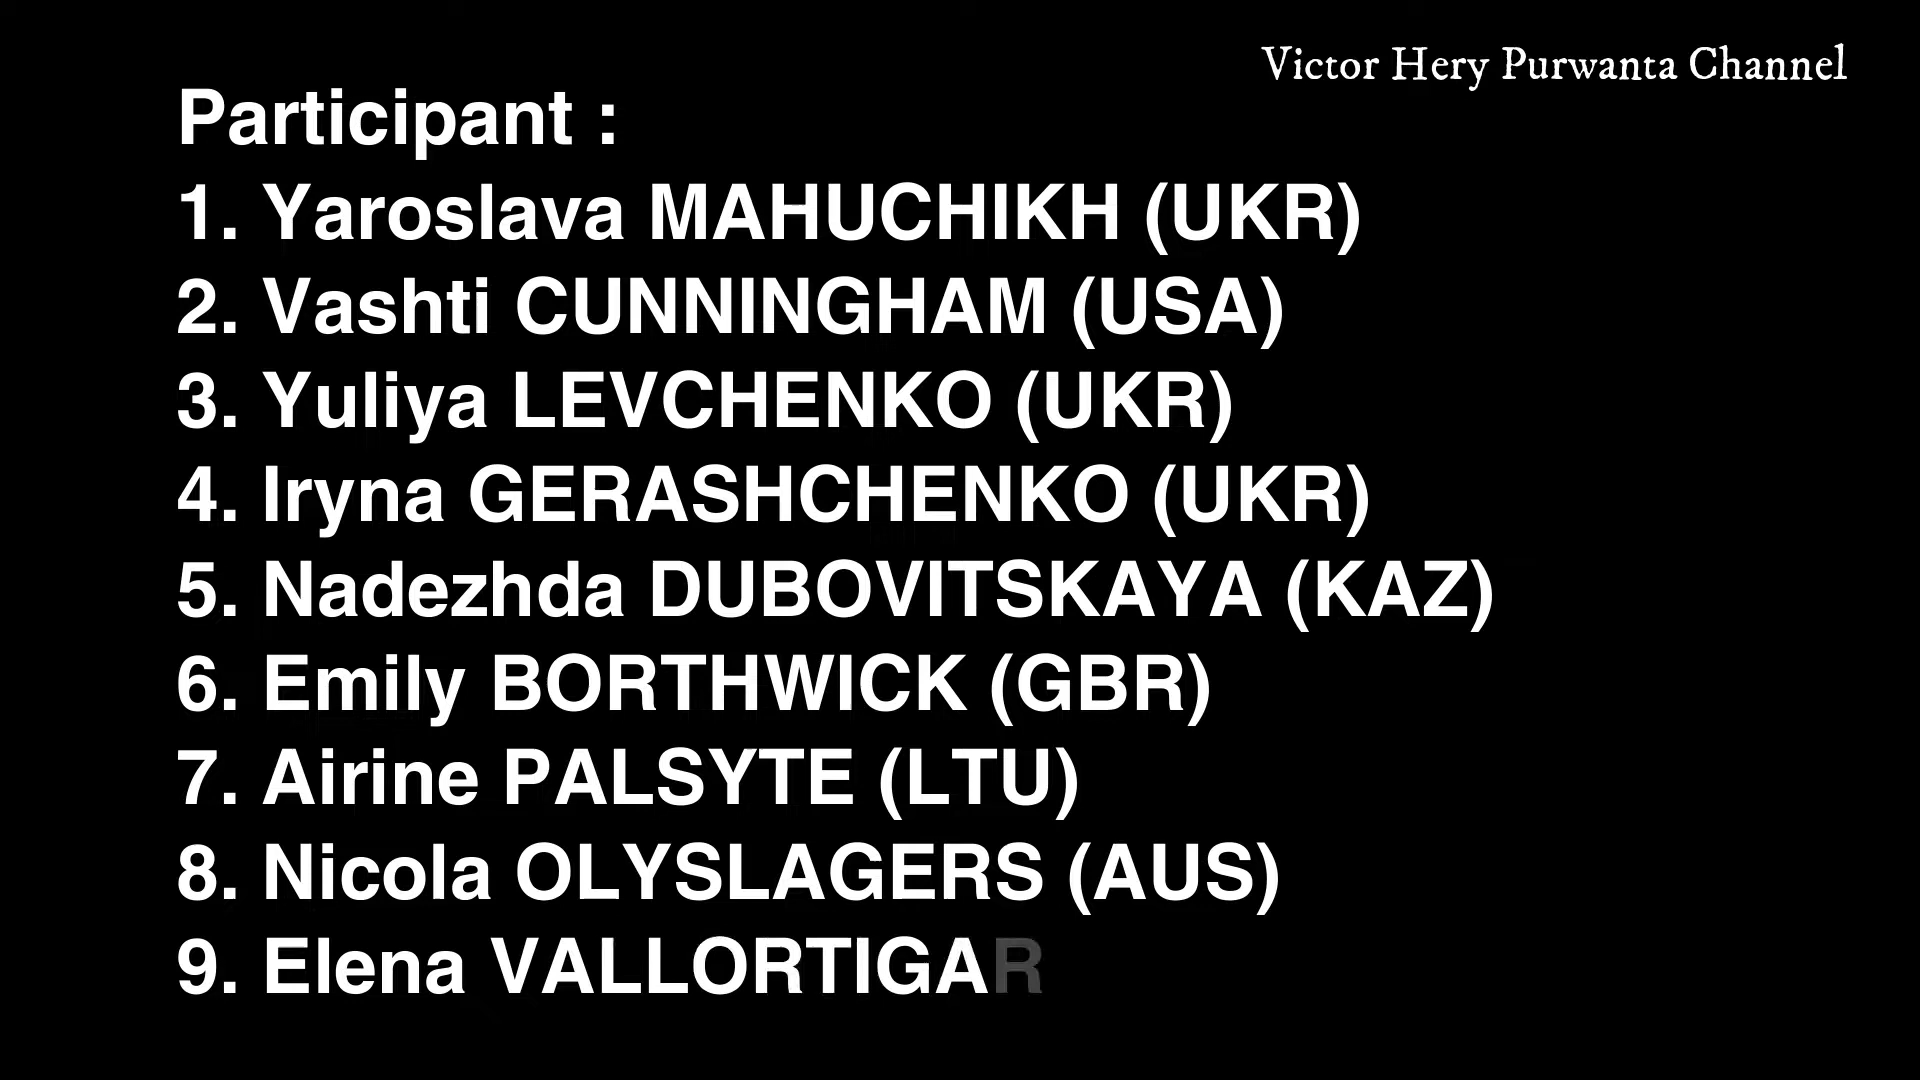 Victor Hery Purwanta Channel
Participant :
1. Yaroslava MAHUCHIKH (UKR)
2. Vashti CUNNINGHAM (USA)
3. Yuliya LEVCHENKO (UKR)
4. Iryna GERASHCHENKO (UKR)
5. Nadezhda DUBOVITSKAYA (KAZ)
6. Emily BORTHWICK (GBR)
7. Airine PALSYTE (LTU)
8. Nicola OLYSLAGERS (AUS)
9. Elena VALLORTIGAR